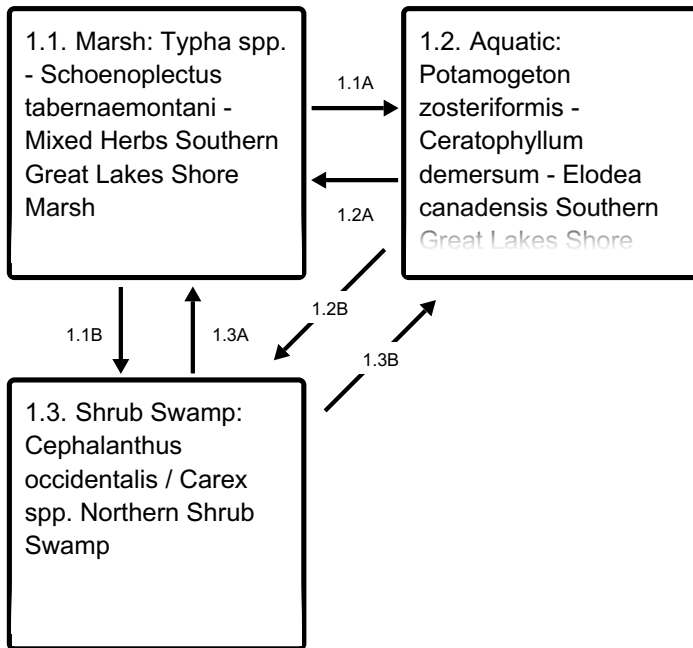 1.1. Marsh: Typha spp.
- Schoenoplectus
tabernaemontani -
Mixed Herbs Southern
Great Lakes Shore
Marsh
1.1A
1.2. Aquatic:
Potamogeton
zosteriformis -
Ceratophyllum
demersum - Elodea
canadensis Southern
Great Lakes Shore
1.2A
1.1B
1.3A
1.2B
1.3B
1.3. Shrub Swamp:
Cephalanthus
occidentalis / Carex
spp. Northern Shrub
Swamp